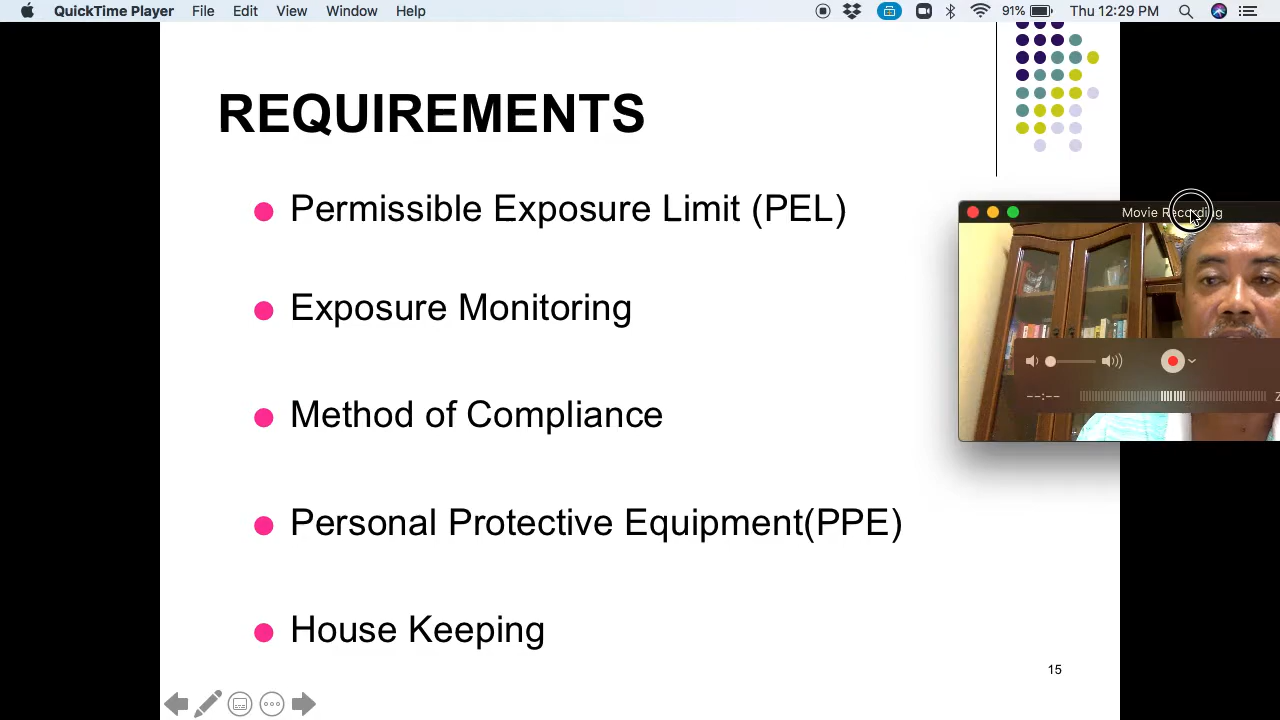 QuickTime Player File Edit View Window Help 91% Thu 12:29 PM
REQUIREMENTS
Permissible Exposure Limit (PEL)
Movie Recording
Exposure Monitoring
--:--
Method of Compliance
Personal Protective Equipment(PPE)
House Keeping
15